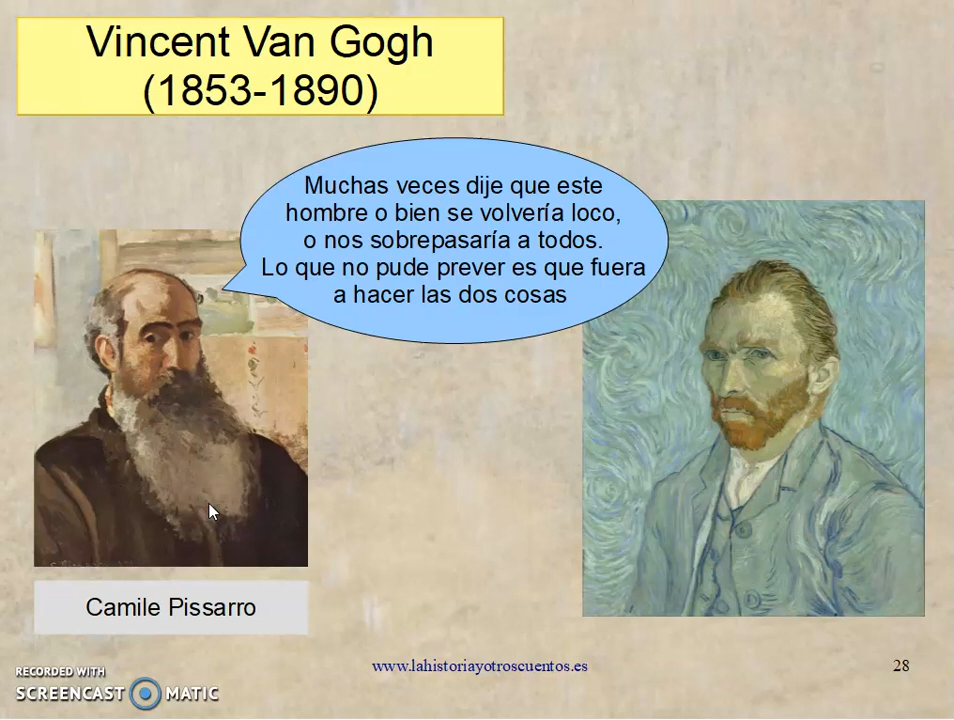 Vincent Van Gogh
(1853-1890)
Muchas veces dije que este
hombre o bien se volvería loco,
o nos sobrepasaría a todos.
Lo que no pude prever es que fuera
a hacer las dos cosas
Camile Pissarro
www.lahistoriayotroscuentos.es
28
RECORDED WITH
SCREENCAST MATIC